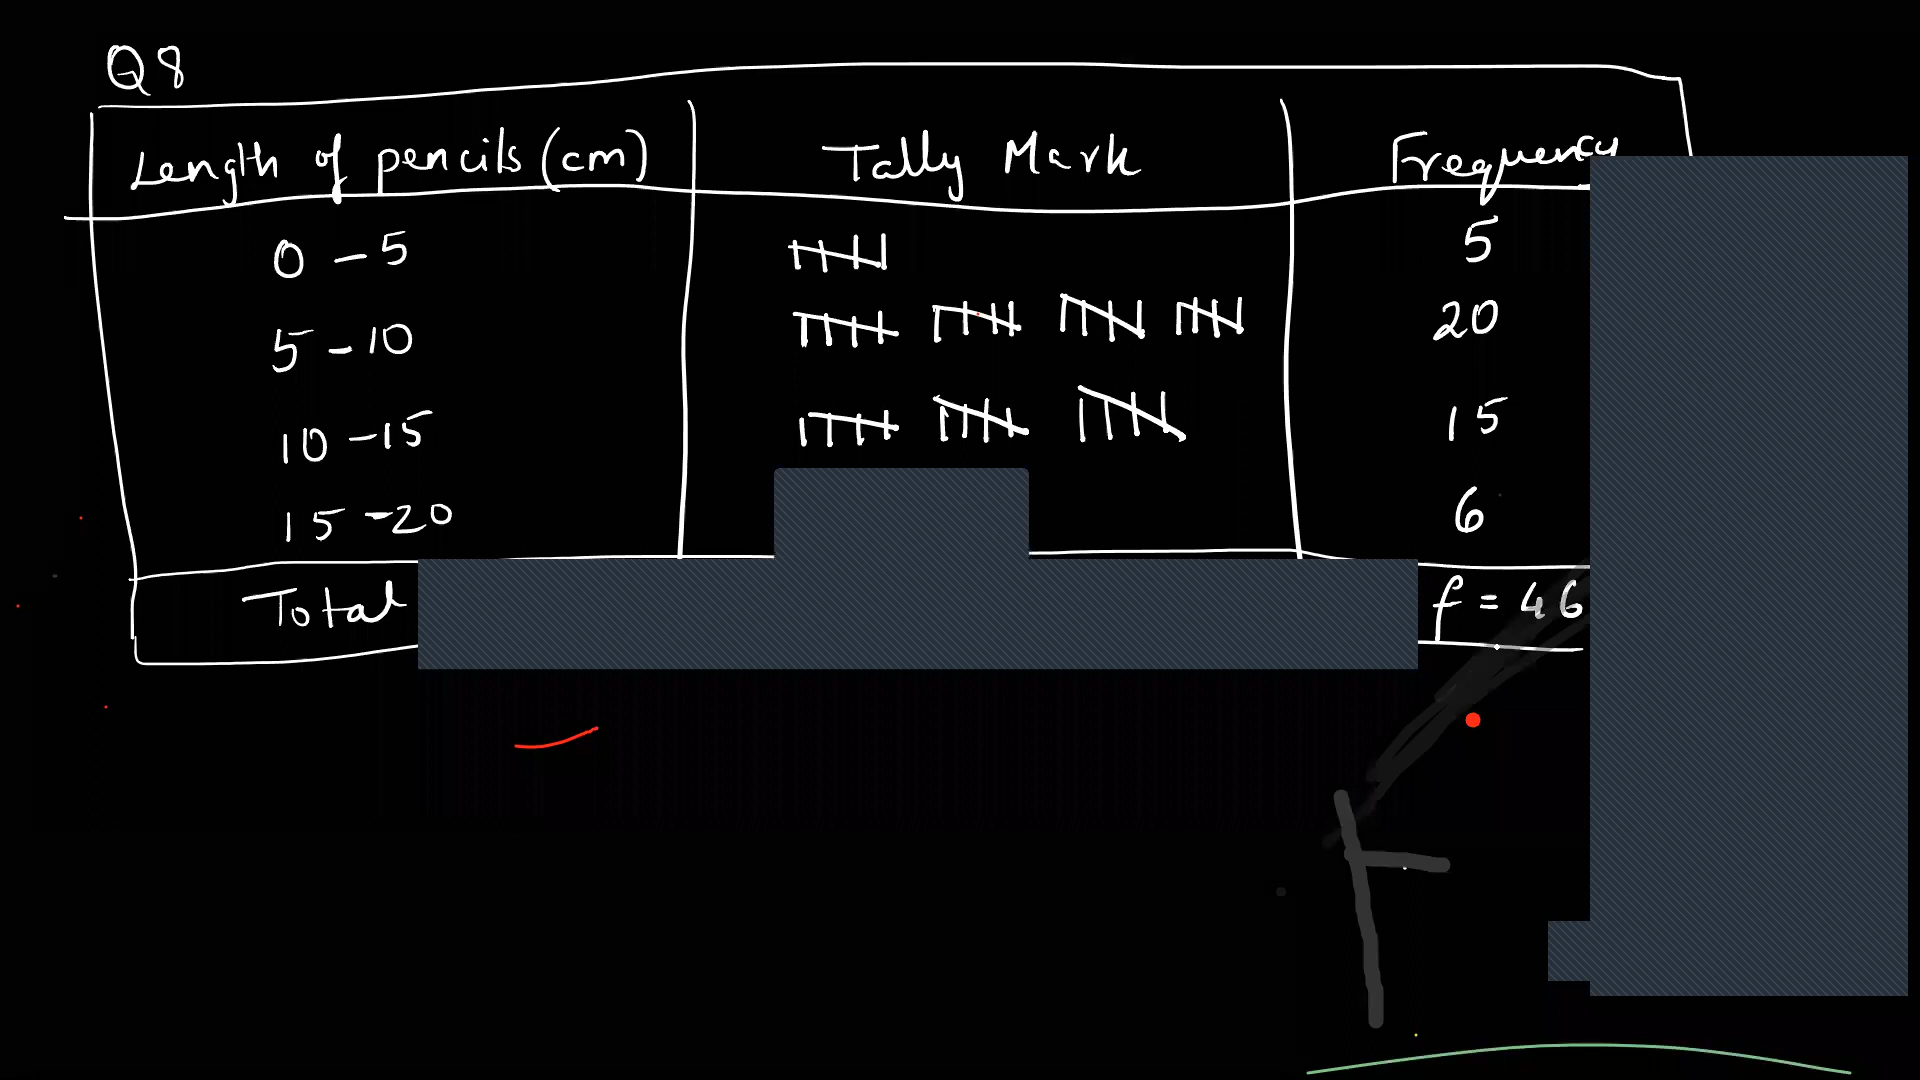 Q8
Length of pencils (cm) Tally Mark Frequency
0 - 5 5
5 - 10 20
10 - 15 15
15 - 20 6
Total f = 46